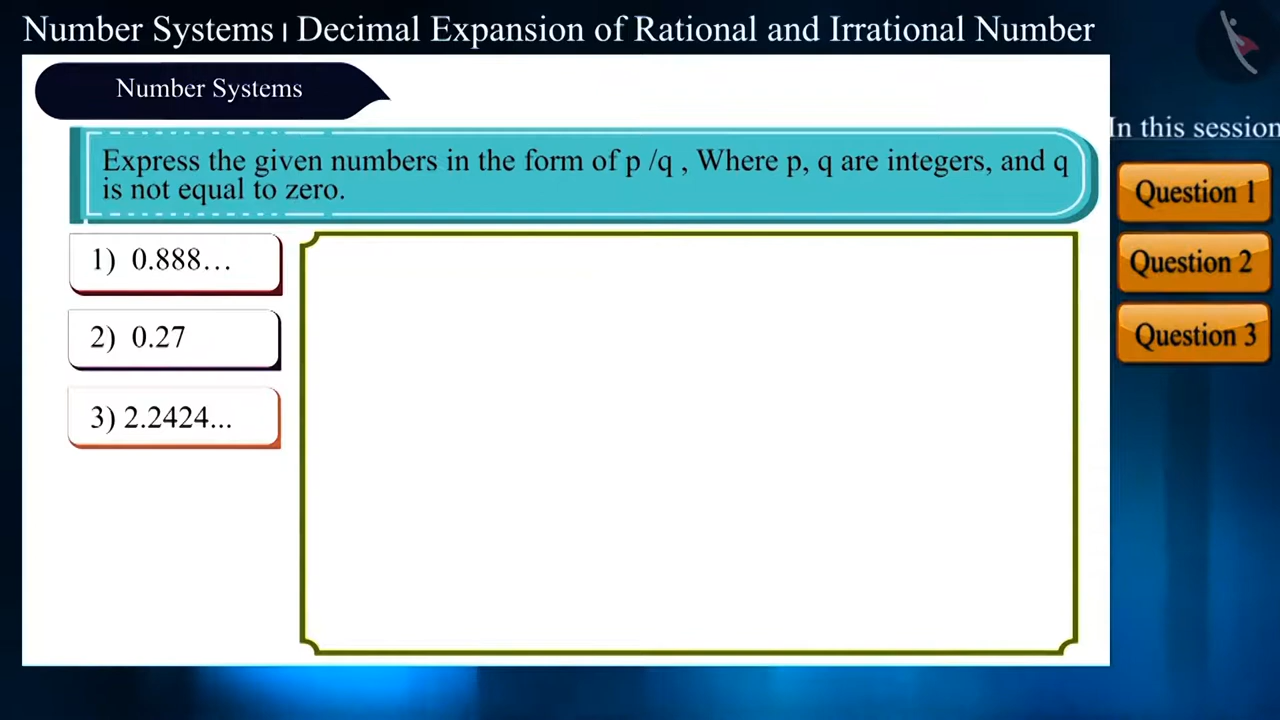 Number Systems | Decimal Expansion of Rational and Irrational Number
Number Systems
In this session
Express the given numbers in the form of p /q , Where p, q are integers, and q
is not equal to zero.
Question 1
Question 2
Question 3
1) 0.888...
2) 0.27
3) 2.2424...